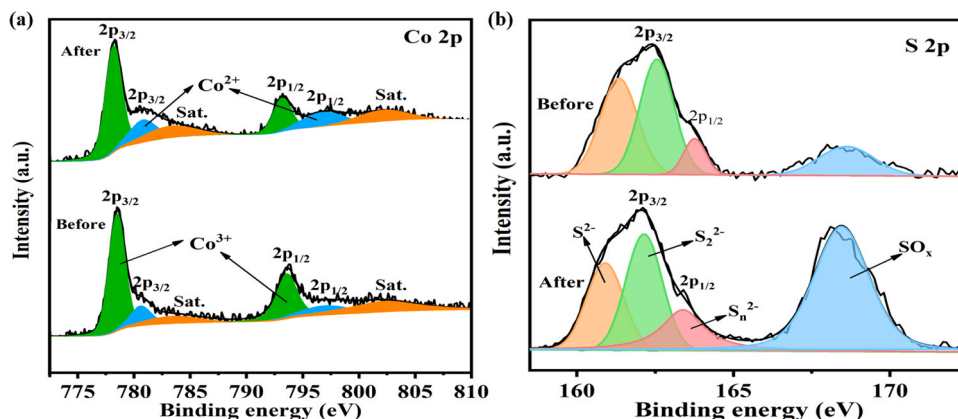 (a)
Co 2p
After
2p3/2
2p3/2
Co2+
Sat.
2p1/2
2p1/2
Sat.
Before
2p3/2
2p3/2
Co3+
Sat.
2p1/2
2p1/2
Sat.
Intensity (a.u.)
775 780 785 790 795 800 805 810
Binding energy (eV)
(b)
S 2p
Before
2p3/2
2p1/2
After
S2-
2p3/2
S22-
2p1/2
Sn2-
SOx
Intensity (a.u.)
160 165 170
Binding energy (eV)